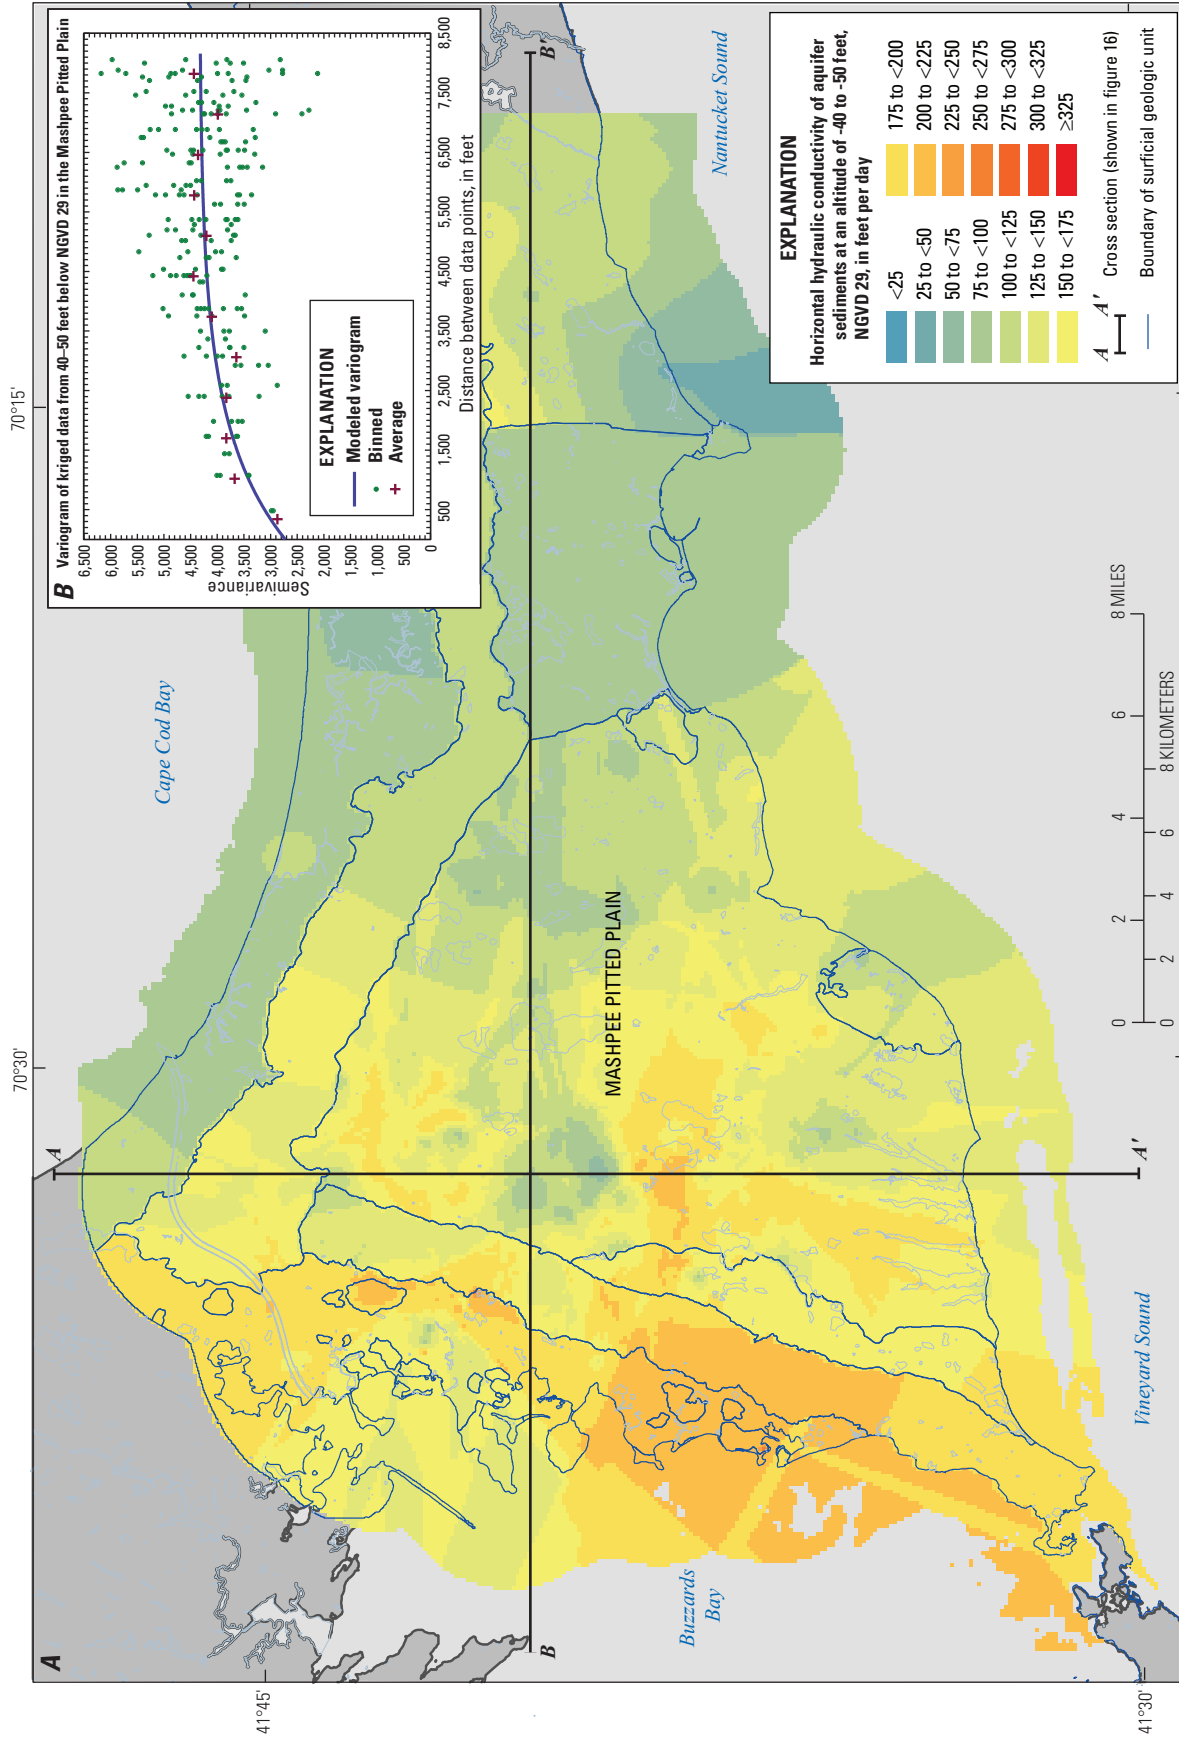 A
70°30'
70°15'
41°45'
41°30'
Cape Cod Bay
Nantucket Sound
Vineyard Sound
Buzzards
Bay
MASHPEE PITTED PLAIN
A
A'
B
B'
0 2 4 6 8 MILES
0 2 4 6 8 KILOMETERS
B Variogram of kriged data from 40–50 feet below NGVD 29 in the Mashpee Pitted Plain
Semivariance
6,500
6,000
5,500
5,000
4,500
4,000
3,500
3,000
2,500
2,000
1,500
1,000
500
0
500 1,500 2,500 3,500 4,500 5,500 6,500 7,500 8,500
Distance between data points, in feet
EXPLANATION
Modeled variogram
Binned
Average
EXPLANATION
Horizontal hydraulic conductivity of aquifer
sediments at an altitude of -40 to -50 feet,
NGVD 29, in feet per day
<25
25 to <50
50 to <75
75 to <100
100 to <125
125 to <150
150 to <175
175 to <200
200 to <225
225 to <250
250 to <275
275 to <300
300 to <325
≥325
A A' Cross section (shown in figure 16)
Boundary of surficial geologic unit